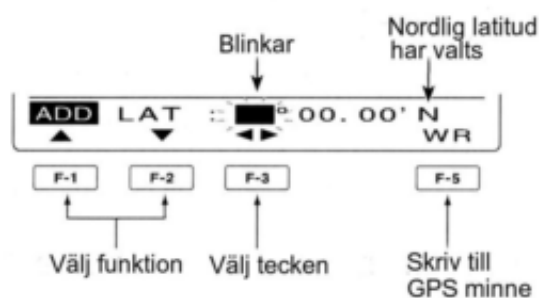 Nordlig latitud
har valts
Blinkar
ADD LAT : ° 00.00' N
WR
F-1 F-2 F-3 F-5
Välj funktion
Välj tecken
Skriv till
GPS minne